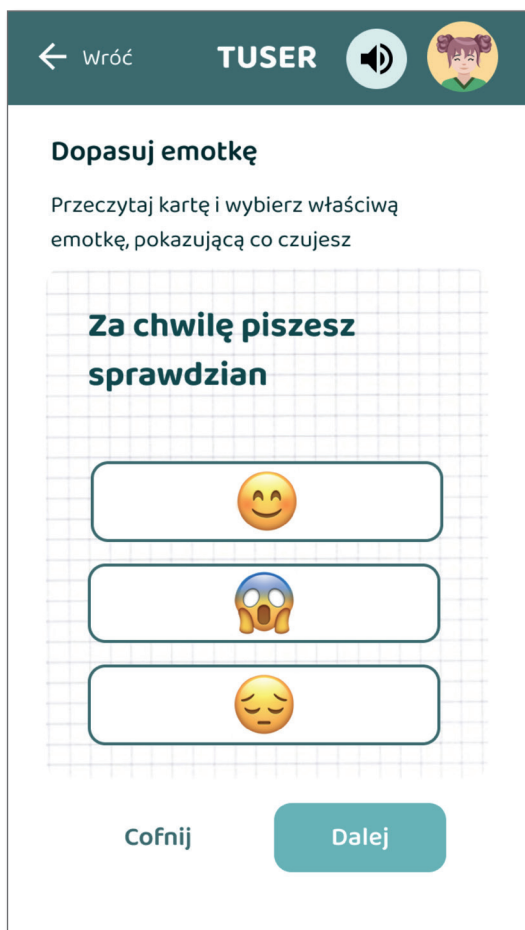 Wróć
TUSER
Dopasuj emotkę
Przeczytaj kartę i wybierz właściwą
emotkę, pokazującą co czujesz
Za chwilę piszesz
sprawdzian
Cofnij
Dalej